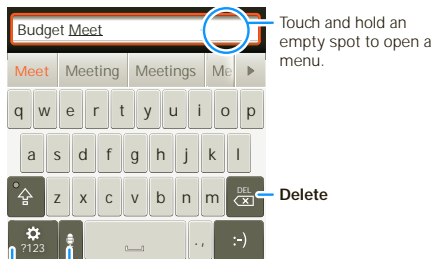 Budget Meet
Touch and hold an
empty spot to open a
menu.
Meet Meeting Meetings Me
q w e r t y u i o p
a s d f g h j k l
z x c v b n m DEL
Delete
?123 ., :-)